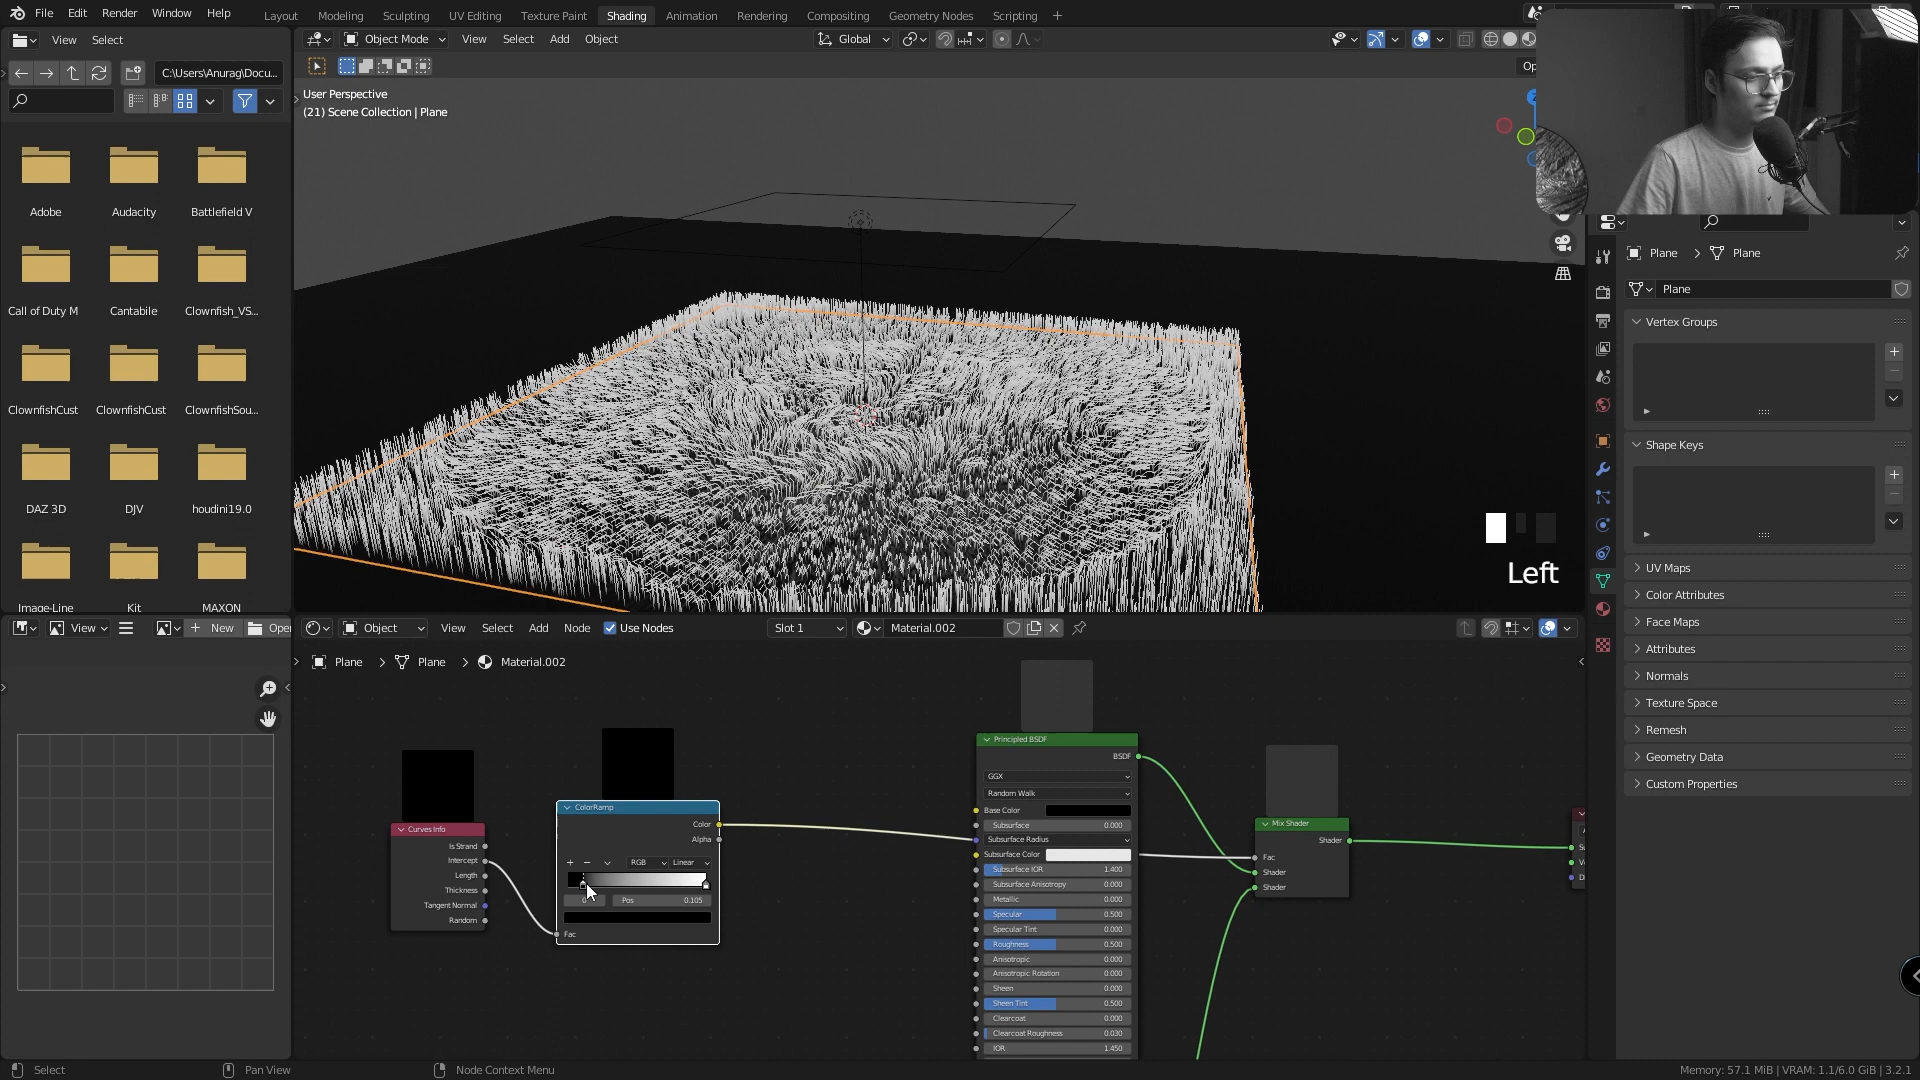 File Edit Render Window Help Layout Modeling Sculpting UV Editing Texture Paint Shading Animation Rendering Compositing Geometry Nodes Scripting +
View Select C:\Users\Anurag\Docu...
Object Mode View Select Add Object Global
User Perspective
(21) Scene Collection | Plane
Adobe Audacity Battlefield V
Call of Duty M Cantabile Clownfish_VS...
ClownfishCust ClownfishCust ClownfishSou...
DAZ 3D DJV houdini19.0
Image-Line Kit MAXON
Op
Left
Plane > Plane
Plane
Vertex Groups
Shape Keys
UV Maps
Color Attributes
Face Maps
Attributes
Normals
Texture Space
Remesh
Geometry Data
Custom Properties
View + New Open
Object View Select Add Node Use Nodes Slot 1 Material.002
Plane > Plane > Material.002
Curves Info
Is Strand
Intercept
Length
Thickness
Tangent Normal
Random
ColorRamp
Color
Alpha
RGB Linear
0 Pos 0.105
Fac
Principled BSDF
BSDF
GGX
Random Walk
Base Color
Subsurface 0.000
Subsurface Radius
Subsurface Color
Subsurface IOR 1.400
Subsurface Anisotropy 0.000
Metallic 0.000
Specular 0.500
Specular Tint 0.000
Roughness 0.500
Anisotropic 0.000
Anisotropic Rotation 0.000
Sheen 0.000
Sheen Tint 0.500
Clearcoat 0.000
Clearcoat Roughness 0.030
IOR 1.450
Mix Shader
Shader
Fac
Shader
Shader
Select Pan View Node Context Menu Memory: 57.1 MiB | VRAM: 1.1/6.0 GiB | 3.2.1